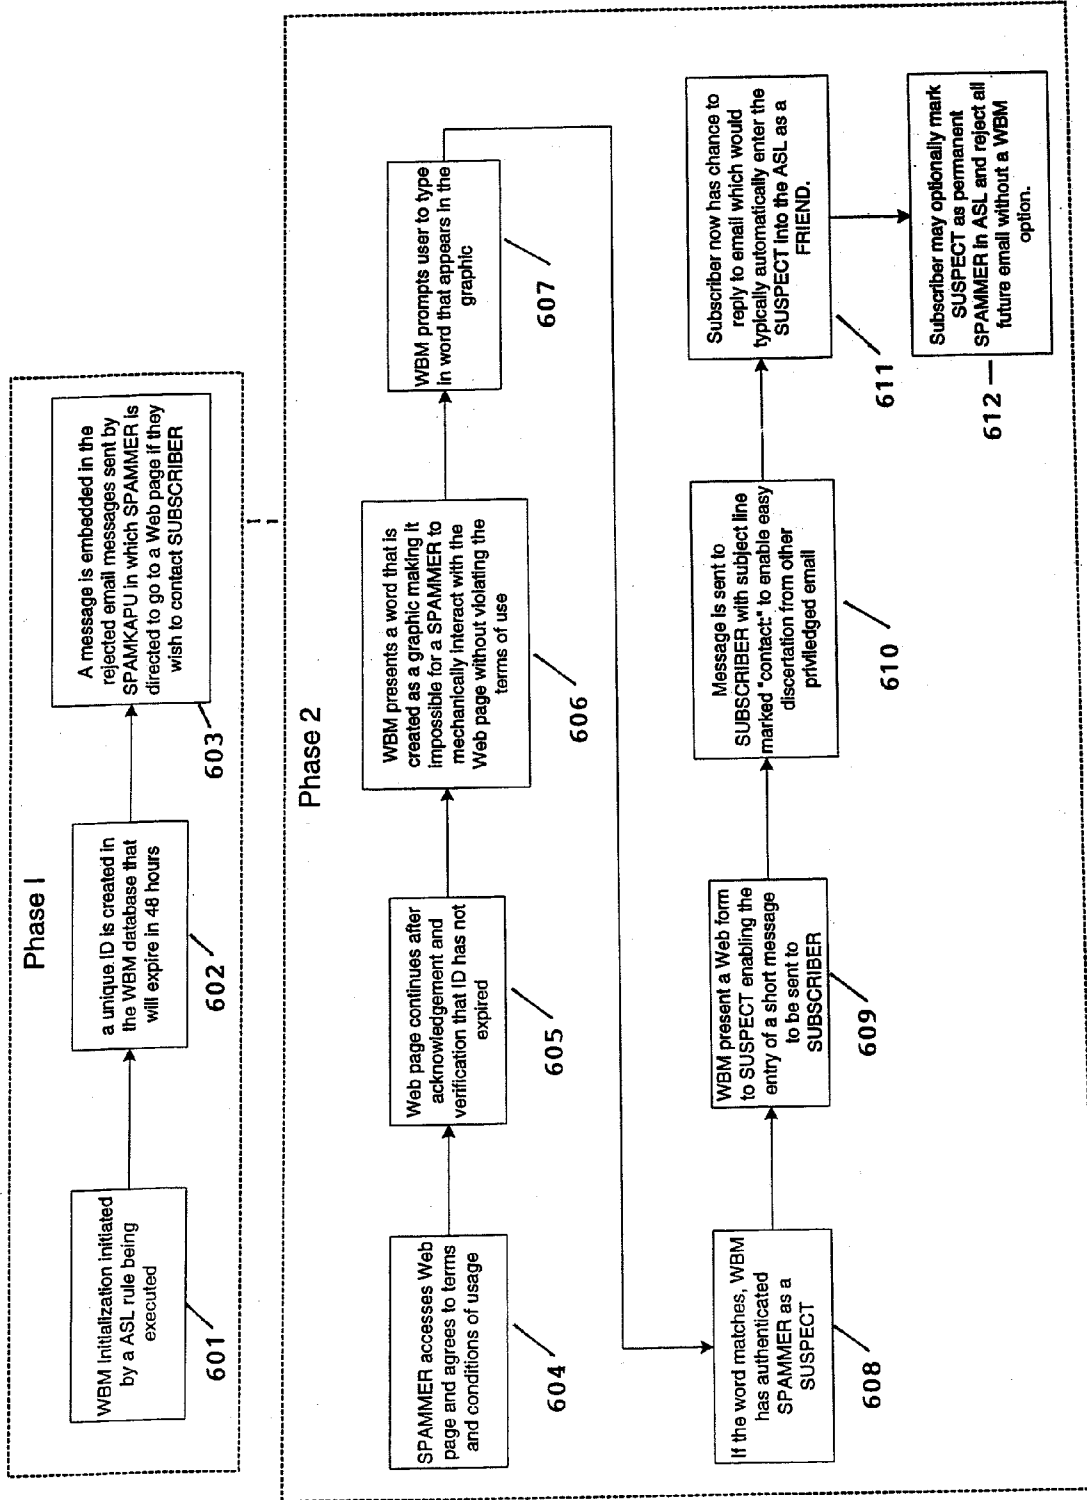 Phase I
WBM Initialization initiated
by a ASL rule being
executed
601
a unique ID is created in
the WBM database that
will expire in 48 hours
602
A message is embedded in the
rejected email messages sent by
SPAMKAPU in which SPAMMER is
directed to go to a Web page if they
wish to contact SUBSCRIBER
603
Phase 2
SPAMMER accesses Web
page and agrees to terms
and conditions of usage
604
Web page continues after
acknowledgement and
verification that ID has not
expired
605
WBM presents a word that is
created as a graphic making it
impossible for a SPAMMER to
mechanically interact with the
Web page without violating the
terms of use
606
WBM prompts user to type
in word that appears in the
graphic
607
If the word matches, WBM
has authenticated
SPAMMER as a
SUSPECT
608
WBM present a Web form
to SUSPECT enabling the
entry of a short message
to be sent to
SUBSCRIBER
609
Message is sent to
SUBSCRIBER with subject line
marked "contact:" to enable easy
discertation from other
priviledged email
610
Subscriber now has chance to
reply to email which would
typically automatically enter the
SUSPECT into the ASL as a
FRIEND.
611
Subscriber may optionally mark
SUSPECT as permanent
SPAMMER in ASL and reject all
future email without a WBM
option.
612